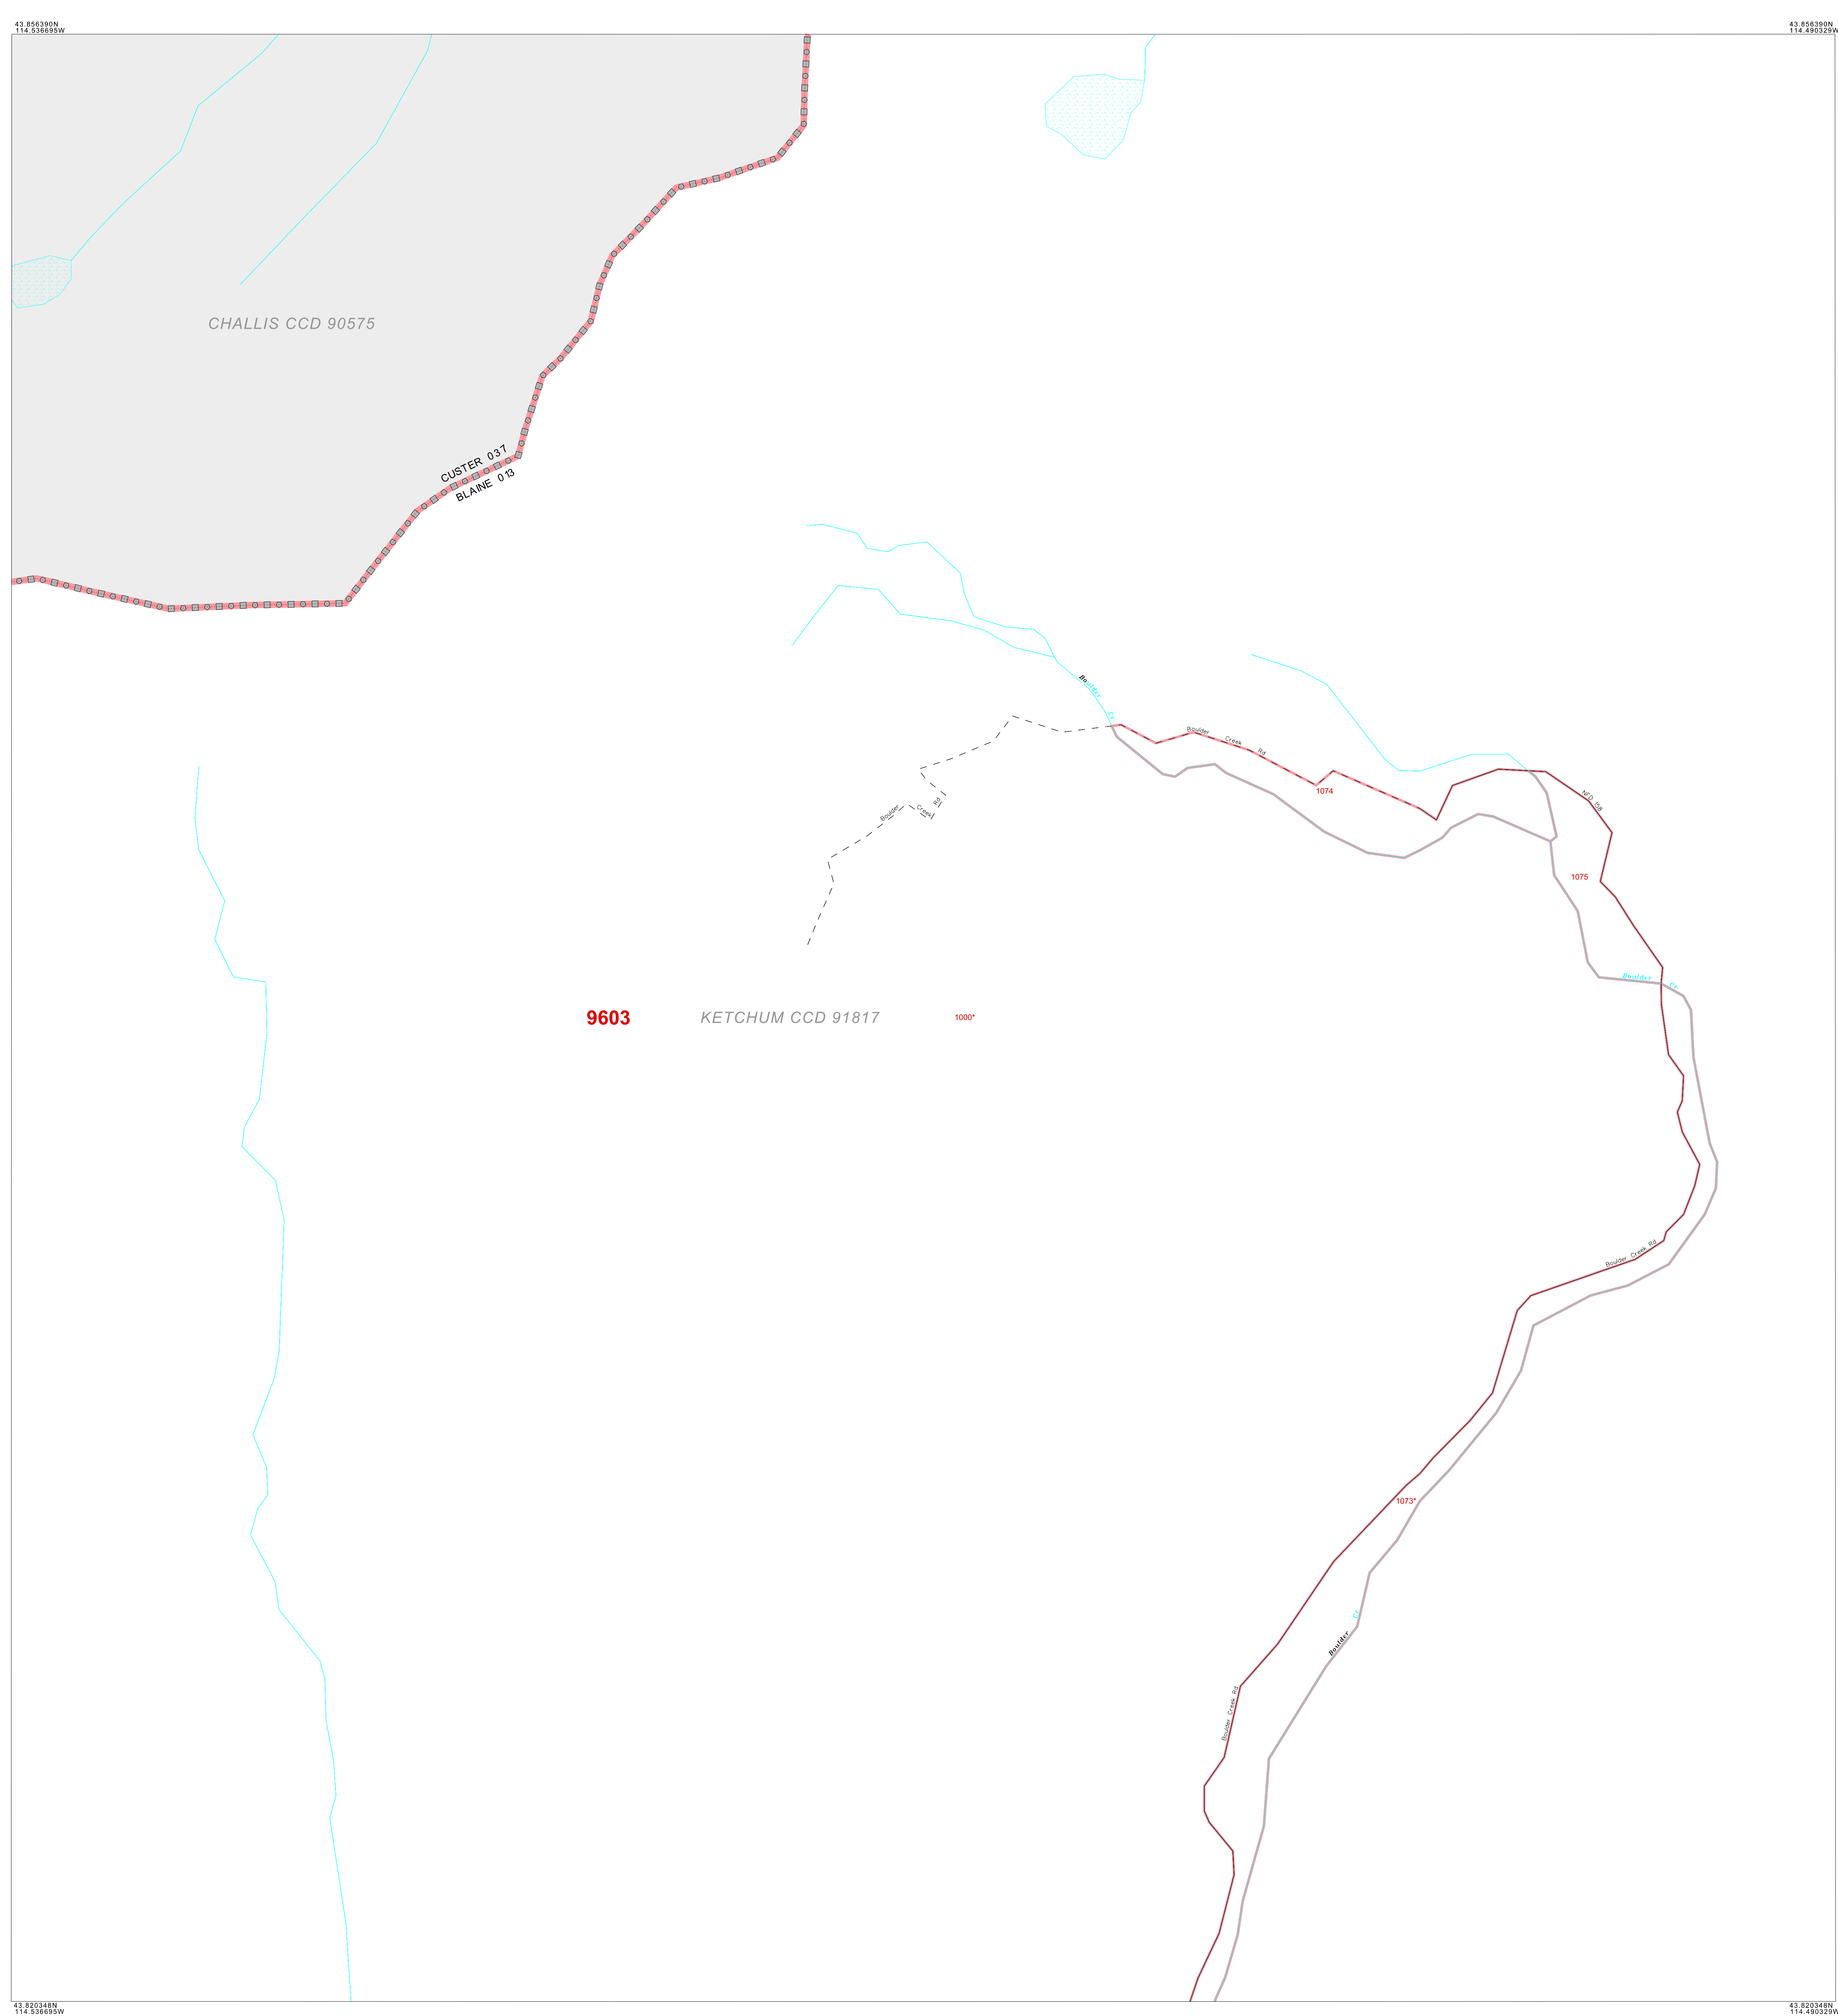 43.856390N
114.536695W
43.856390N
114.490329W
CHALLIS CCD 90575
CUSTER 037
BLAINE 013
Boulder Cr
Boulder Creek Rd
1074
NFD 158
Boulder Creek Rd
1075
Boulder Cr
9603
KETCHUM CCD 91817
1000*
Boulder Creek Rd
1073*
Boulder Cr
Boulder Creek Rd
43.820348N
114.536695W
43.820348N
114.490329W